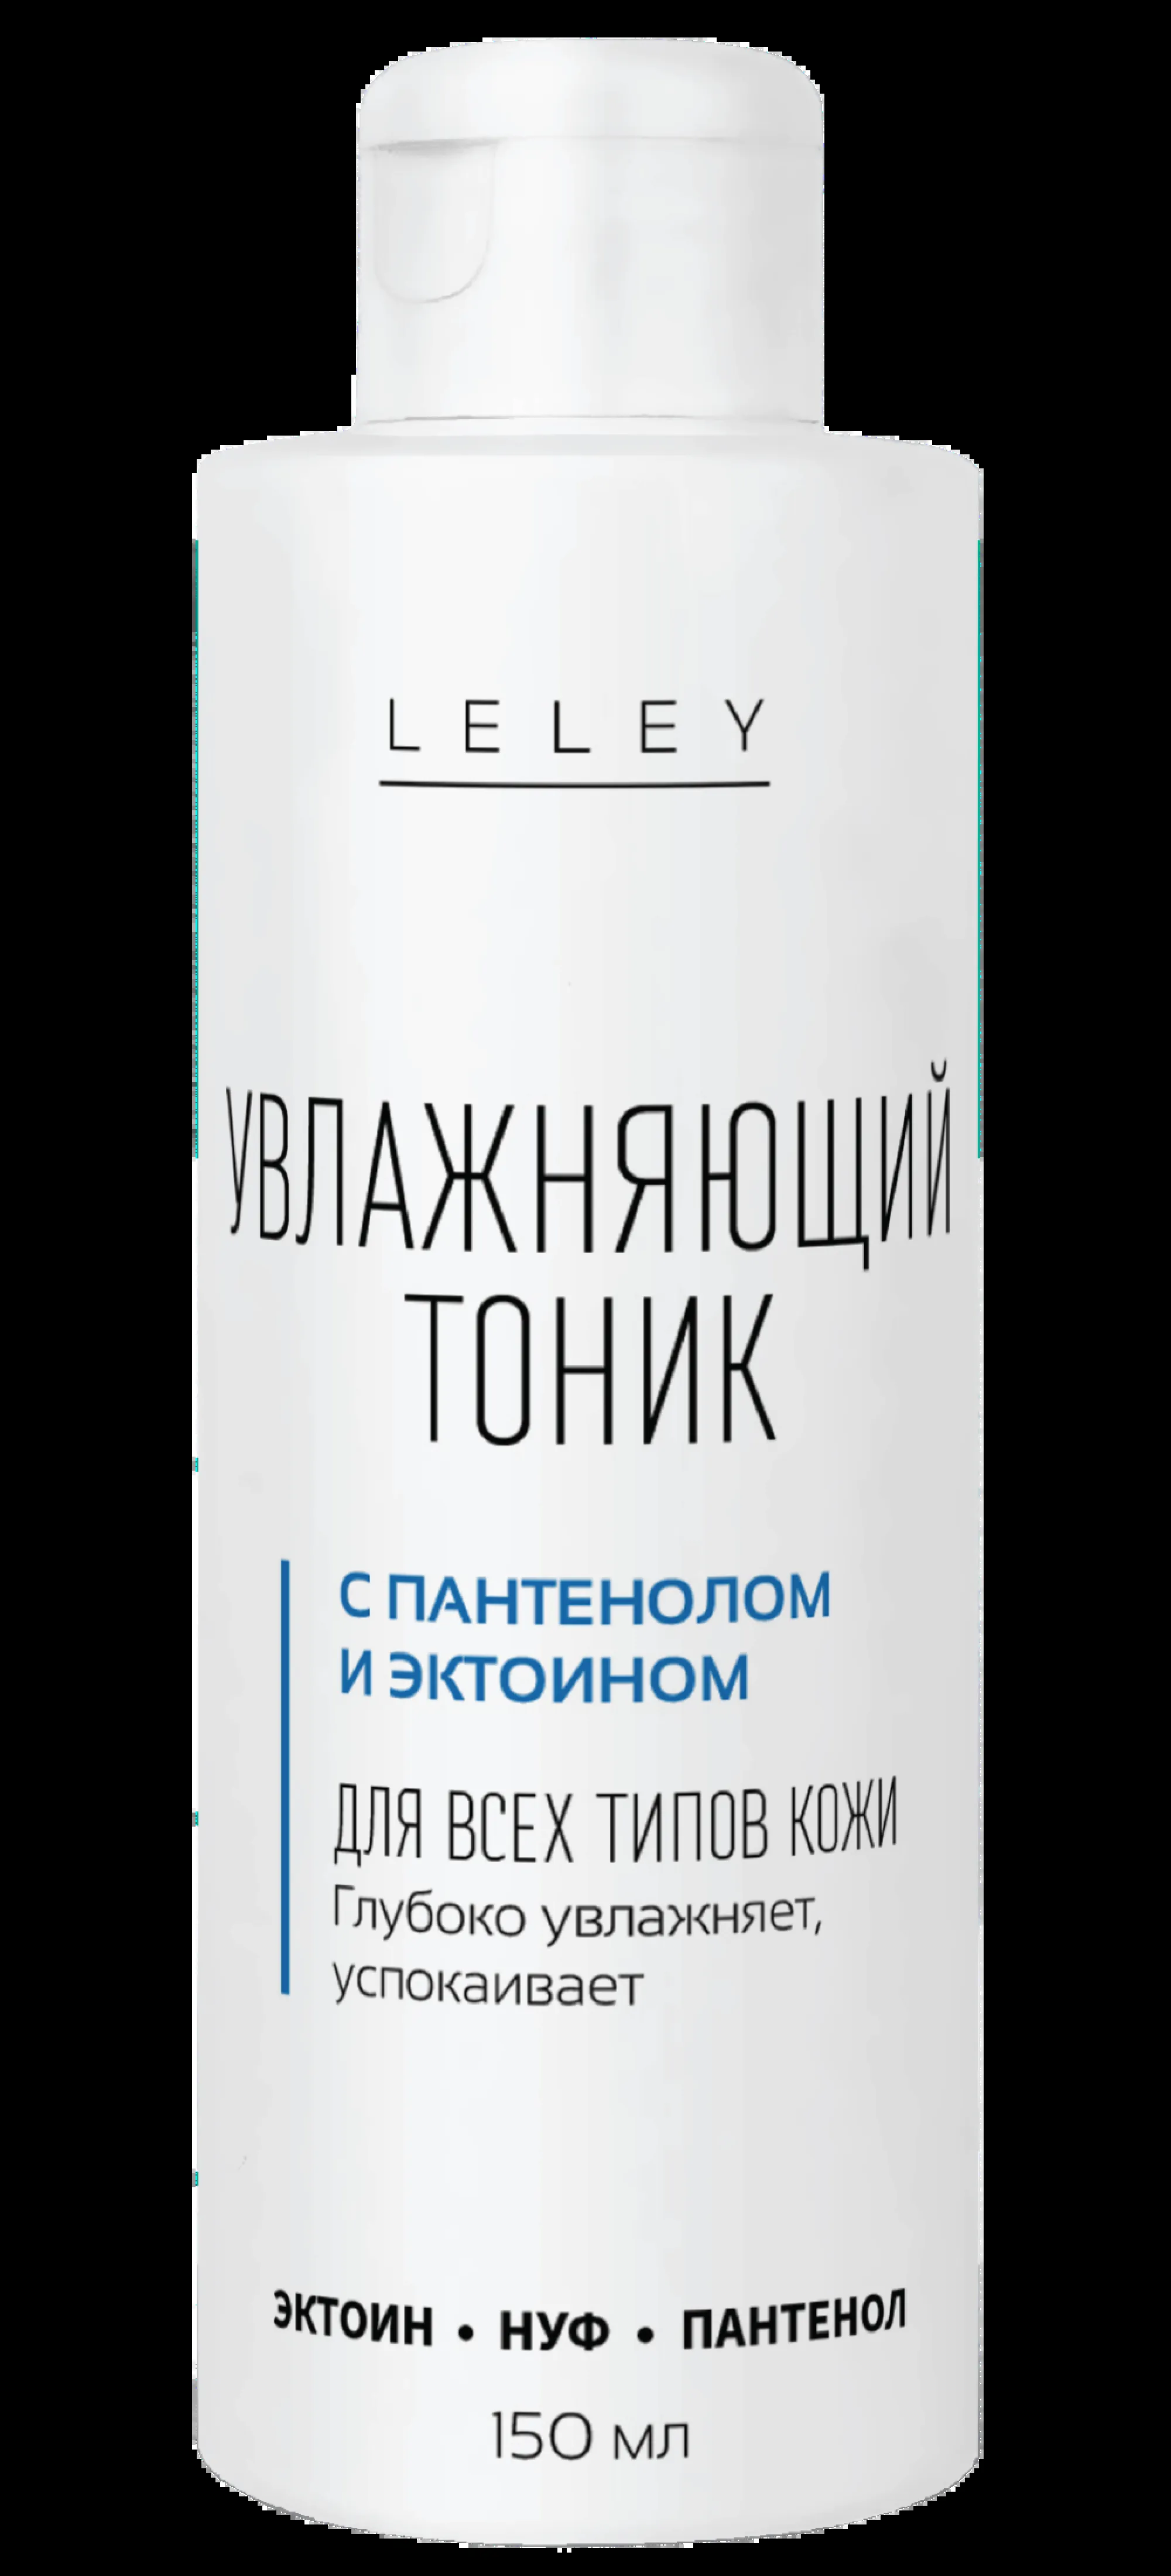 LELEY
УВЛАЖНЯЮЩИЙ
ТОНИК
С ПАНТЕНОЛОМ
И ЭКТОИНОМ
ДЛЯ ВСЕХ ТИПОВ КОЖИ
Глубоко увлажняет,
успокаивает
ЭКТОИН • НУФ • ПАНТЕНОЛ
150 мл